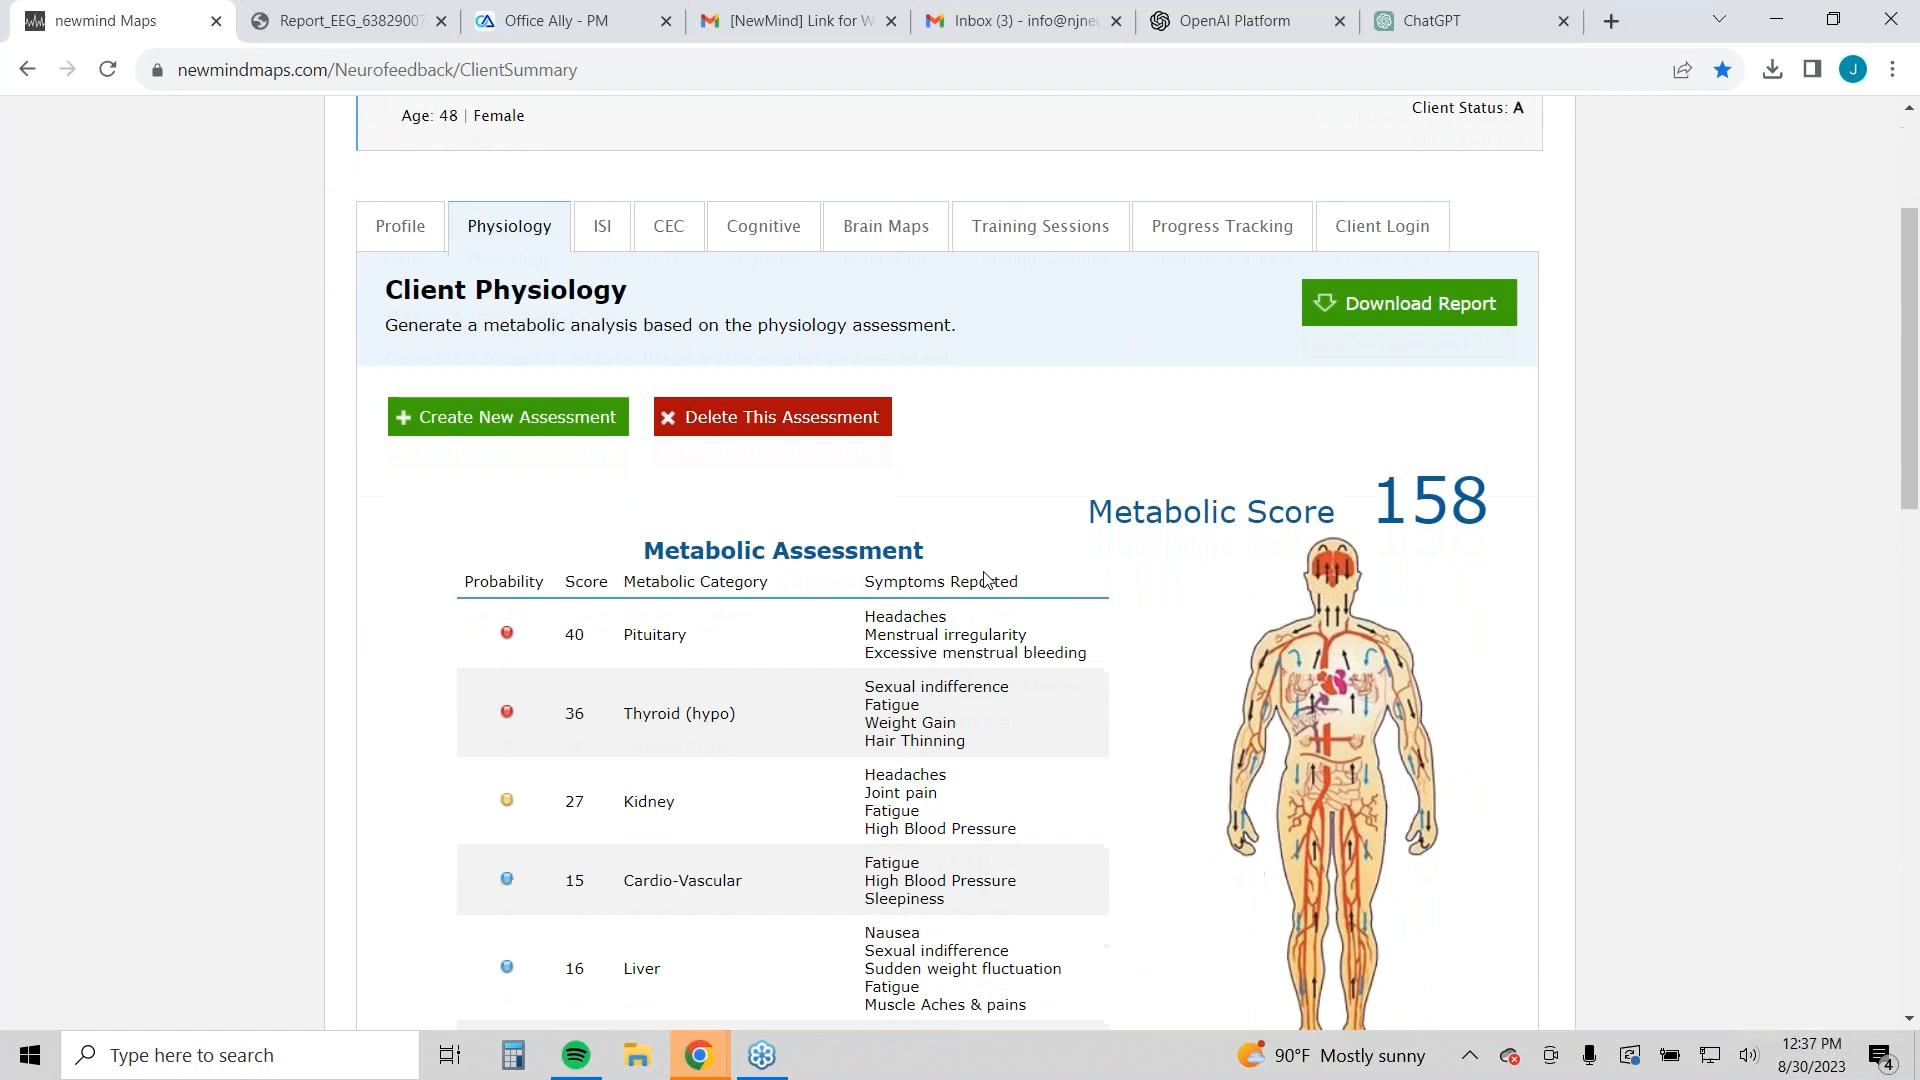 newmind Maps
Report_EEG_63829007
Office Ally - PM
[NewMind] Link for W
Inbox (3) - info@njneu
OpenAI Platform
ChatGPT
newmindmaps.com/Neurofeedback/ClientSummary
J
Age: 48 | Female
Client Status: A
Profile
Physiology
ISI
CEC
Cognitive
Brain Maps
Training Sessions
Progress Tracking
Client Login
Client Physiology
Generate a metabolic analysis based on the physiology assessment.
Download Report
Create New Assessment
Delete This Assessment
Metabolic Score 158
Metabolic Assessment
Probability Score Metabolic Category Symptoms Reported
Headaches
40 Pituitary Menstrual irregularity
Excessive menstrual bleeding
Sexual indifference
Fatigue
36 Thyroid (hypo)
Weight Gain
Hair Thinning
Headaches
Joint pain
27 Kidney
Fatigue
High Blood Pressure
Fatigue
15 Cardio-Vascular High Blood Pressure
Sleepiness
Nausea
Sexual indifference
16 Liver Sudden weight fluctuation
Fatigue
Muscle Aches & pains
Type here to search
90°F Mostly sunny
12:37 PM
8/30/2023
4